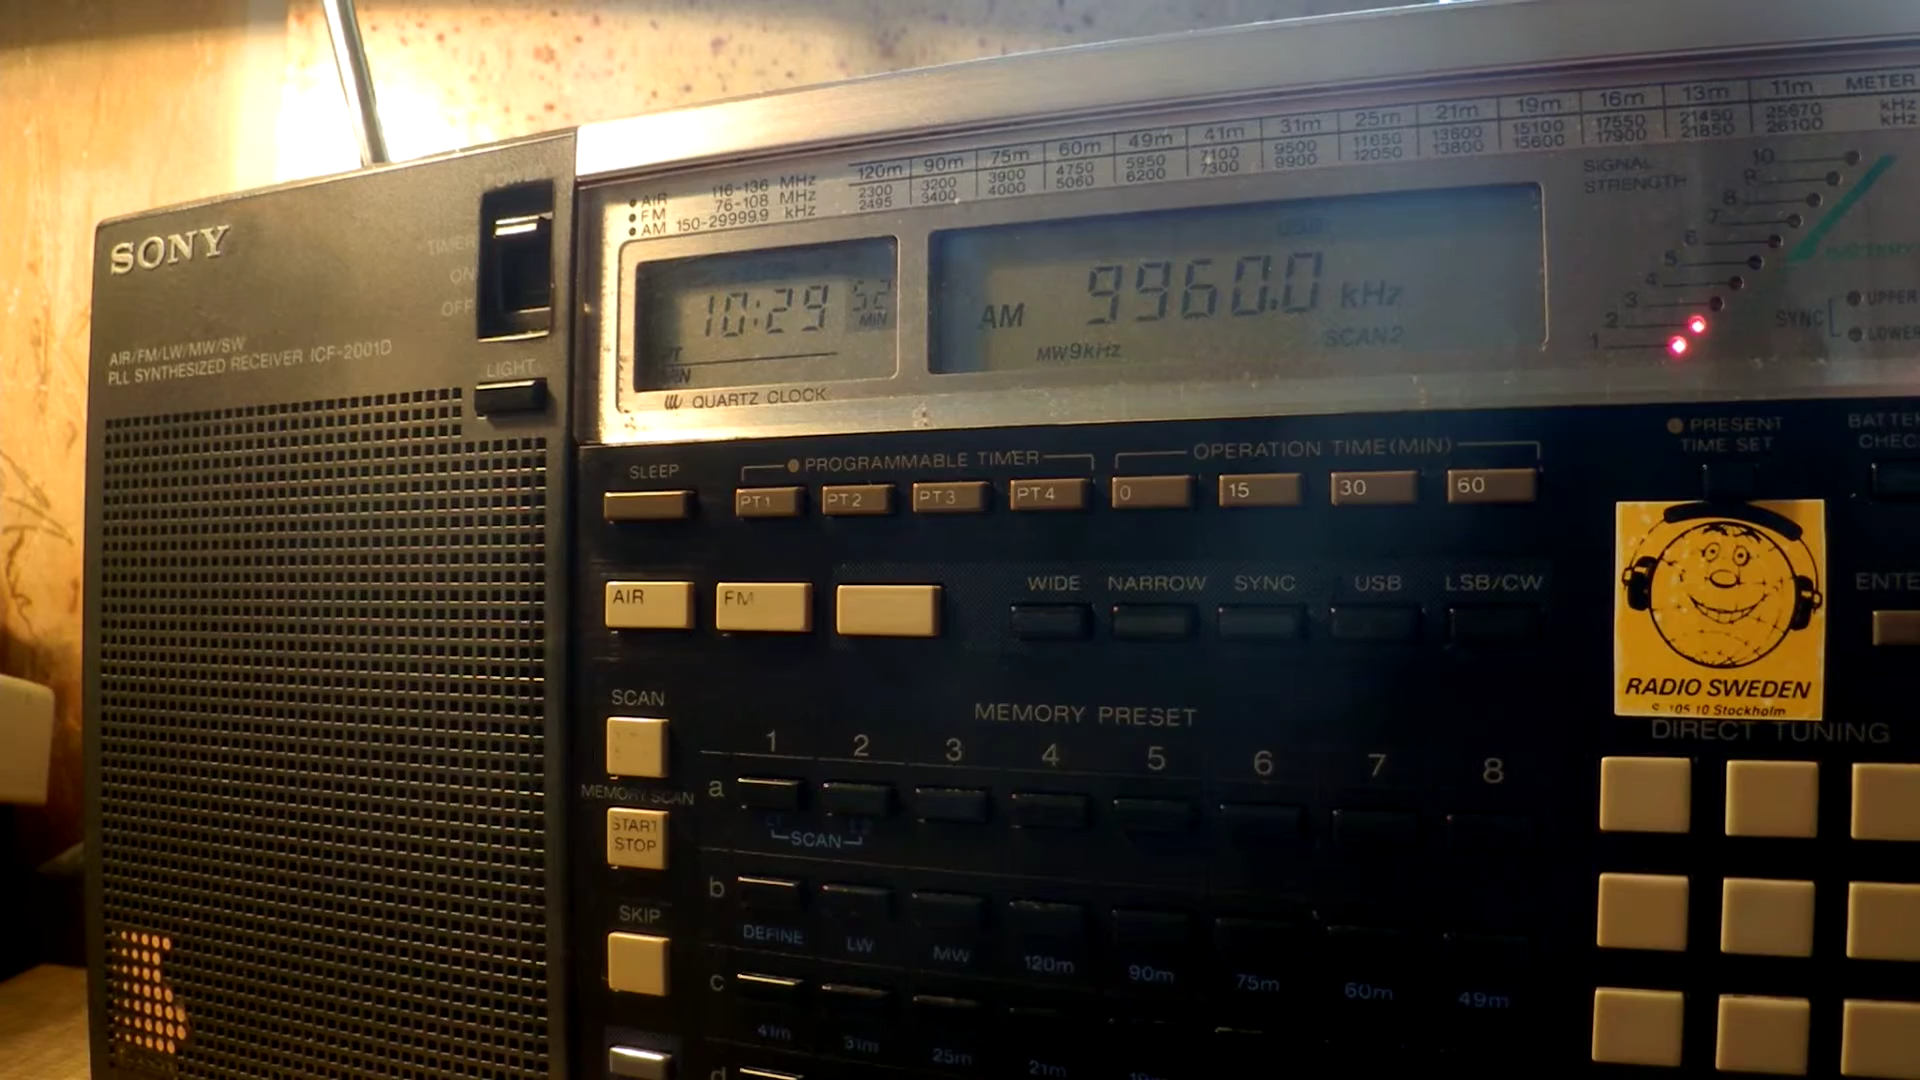 SONY
AIR/FM/LW/MW/SW
PLL SYNTHESIZED RECEIVER ICF-2001D
TIMER
ON
OFF
LIGHT
AIR 116-136 MHz
FM 76-108 MHz
AM 150-29999.9 kHz
120m 90m 75m 60m 49m 41m 31m 25m 21m 19m 16m 13m 11m METER
2300 3200 3900 4750 5950 7100 9500 11650 13600 15100 17550 21450 25670 kHz
2495 3400 4000 5060 6200 7300 9900 12050 13800 15600 17900 21850 26100 kHz
10:29 52
MIN
QUARTZ CLOCK
AM 9960.0 kHz
MW9kHz SCAN2
SIGNAL
STRENGTH
10
9
8
7
6
5
4
3
2
1
SYNC
UPPER
LOWER
SLEEP
PROGRAMMABLE TIMER
OPERATION TIME(MIN)
PT1 PT2 PT3 PT4 0 15 30 60
PRESENT
TIME SET
AIR FM
WIDE NARROW SYNC USB LSB/CW
RADIO SWEDEN
S-105 10 Stockholm
DIRECT TUNING
SCAN
MEMORY SCAN
START
STOP
SKIP
MEMORY PRESET
1 2 3 4 5 6 7 8
a
SCAN
b
DEFINE LW MW 120m 90m 75m 60m 49m
c
41m 31m 25m 21m
d